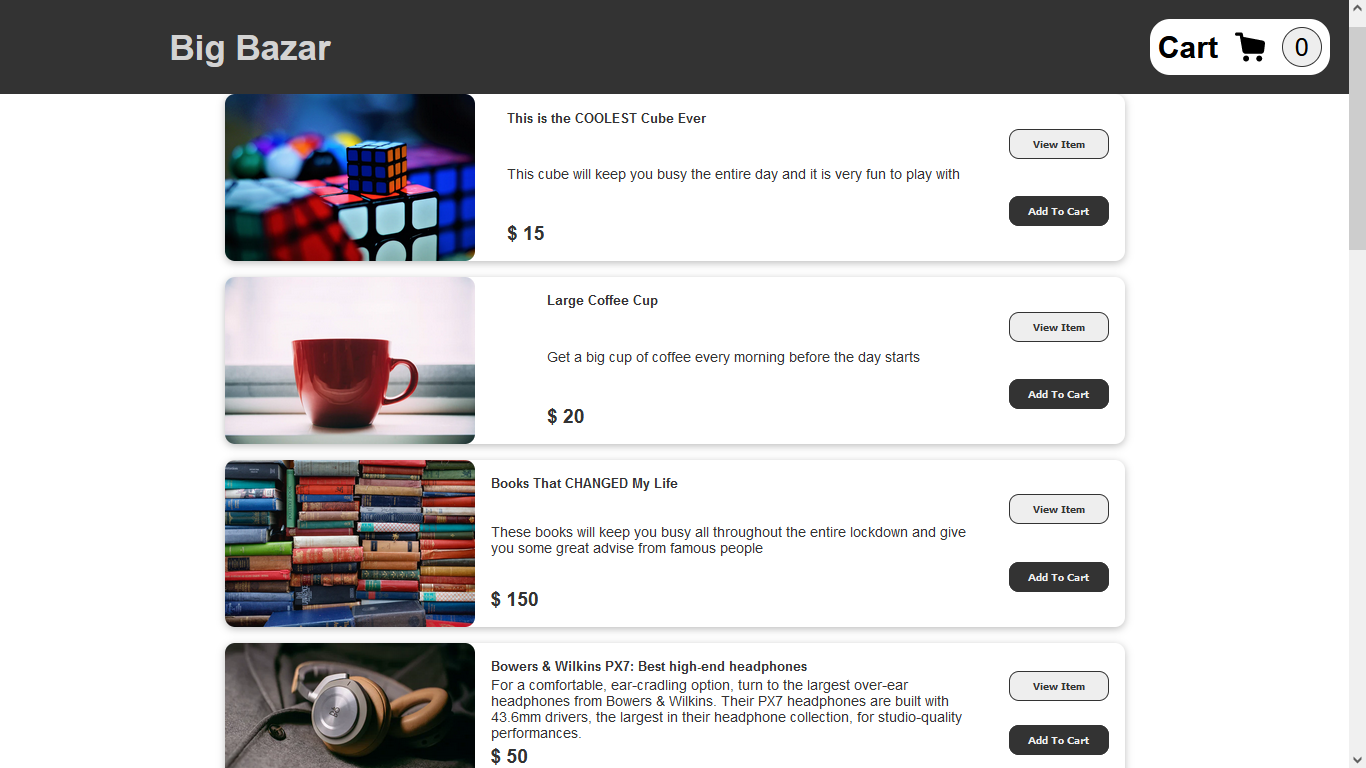 Big Bazar
Cart 0
This is the COOLEST Cube Ever
View Item
This cube will keep you busy the entire day and it is very fun to play with
Add To Cart
$ 15
Large Coffee Cup
View Item
Get a big cup of coffee every morning before the day starts
Add To Cart
$ 20
Books That CHANGED My Life
View Item
These books will keep you busy all throughout the entire lockdown and give
you some great advise from famous people
Add To Cart
$ 150
Bowers & Wilkins PX7: Best high-end headphones
View Item
For a comfortable, ear-cradling option, turn to the largest over-ear
headphones from Bowers & Wilkins. Their PX7 headphones are built with
43.6mm drivers, the largest in their headphone collection, for studio-quality
performances.
Add To Cart
$ 50